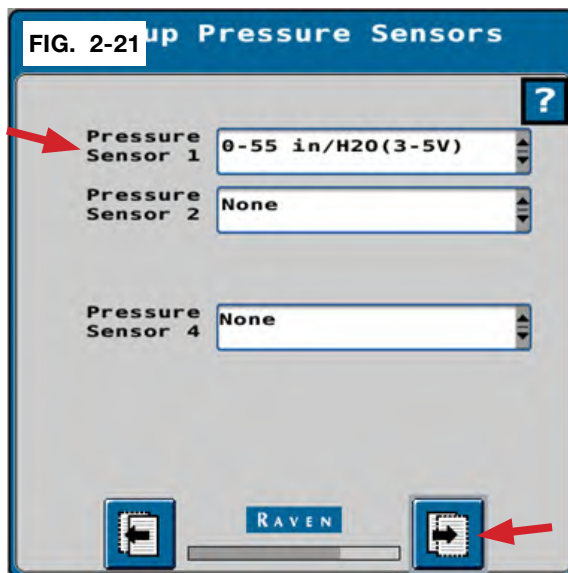 FIG. 2-21
up Pressure Sensors
?
Pressure
Sensor 1
0-55 in/H2O(3-5V)
Pressure
Sensor 2
None
Pressure
Sensor 4
None
RAVEN